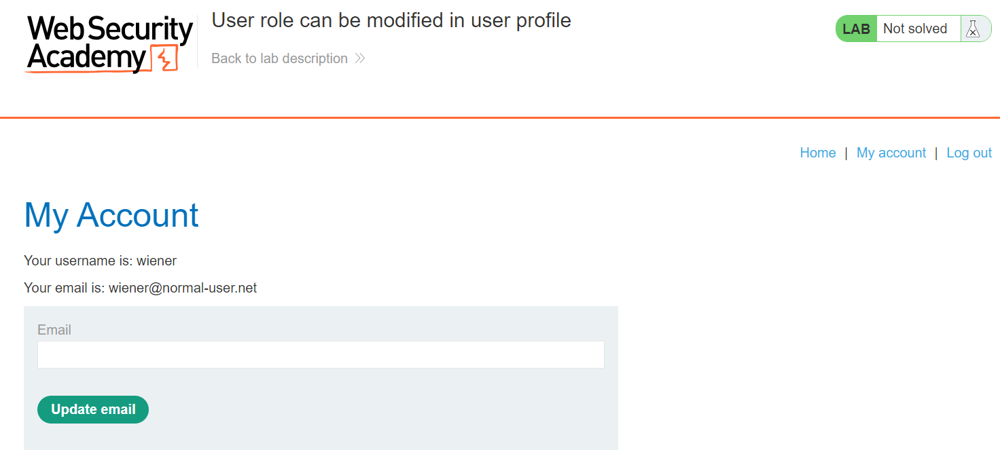 Web Security
Academy
User role can be modified in user profile
Back to lab description
LAB Not solved
Home | My account | Log out
My Account
Your username is: wiener
Your email is: wiener@normal-user.net
Email
Update email